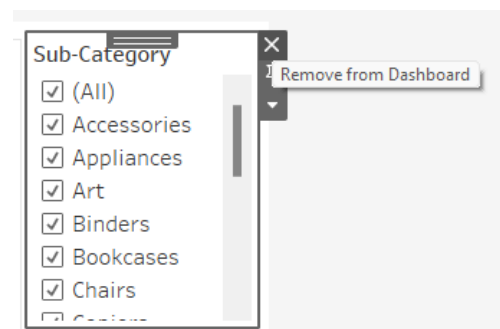 Sub-Category
Remove from Dashboard
(All)
Accessories
Appliances
Art
Binders
Bookcases
Chairs